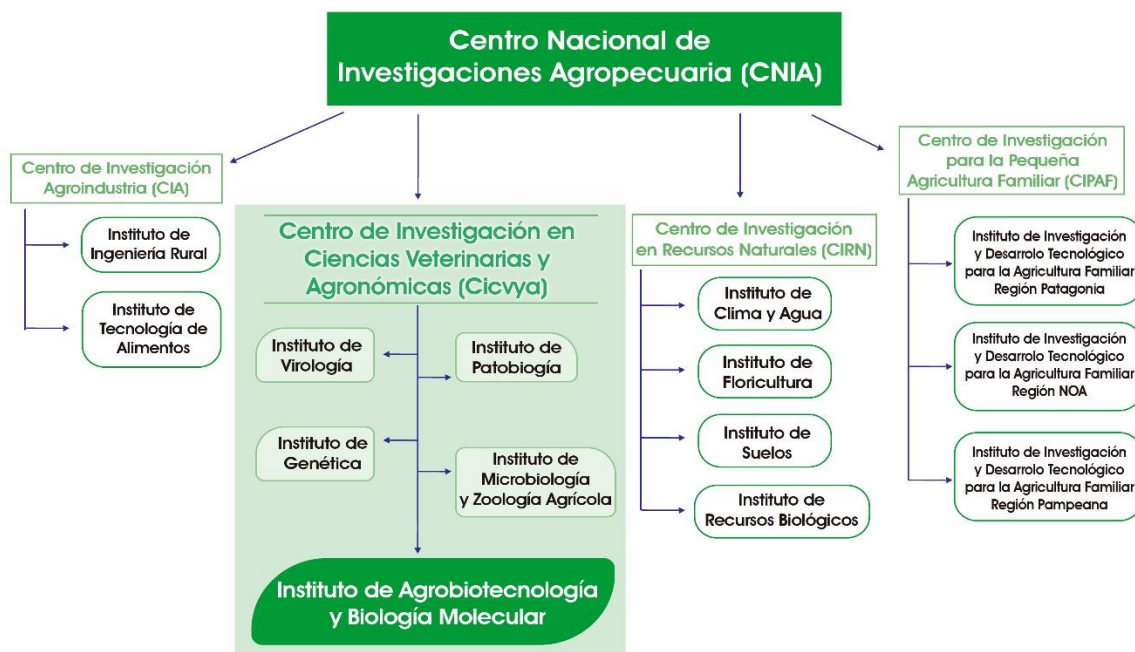 Centro Nacional de
Investigaciones Agropecuaria (CNIA)
Centro de Investigación
Agroindustria (CIA)
Instituto de
Ingeniería Rural
Instituto de
Tecnología de
Alimentos
Centro de Investigación en
Ciencias Veterinarias y
Agronómicas (Cicvya)
Instituto de
Virología
Instituto de
Patobiogía
Instituto de
Genética
Instituto de
Microbiología
y Zoología Agrícola
Instituto de Agrobiotecnología
y Biología Molecular
Centro de Investigación
en Recursos Naturales (CIRN)
Instituto de
Clima y Agua
Instituto de
Floricultura
Instituto de
Suelos
Instituto de
Recursos Biológicos
Centro de Investigación
para la Pequeña
Agricultura Familiar (CIPAF)
Instituto de Investigación
y Desarrolo Tecnológico
para la Agricultura Familiar
Región Patagonia
Instituto de Investigación
y Desarrolo Tecnológico
para la Agricultura Familiar
Región NOA
Instituto de Investigación
y Desarrolo Tecnológico
para la Agricultura Familiar
Región Pampeana